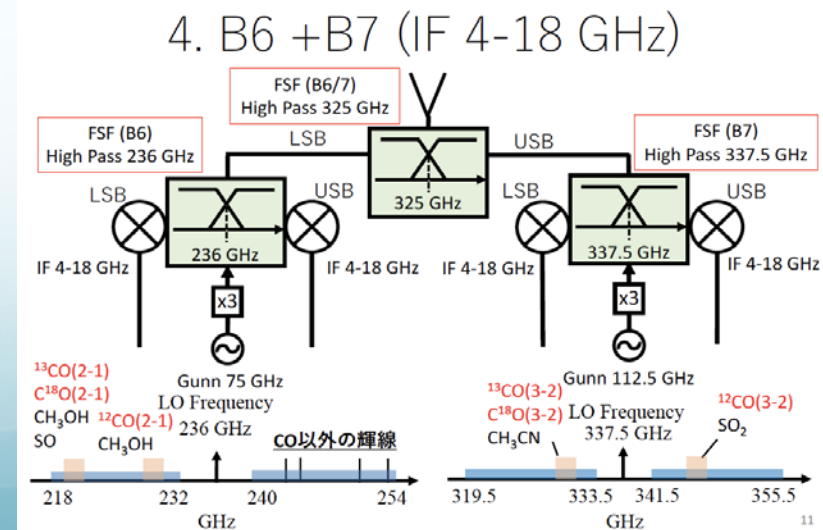 4. B6 +B7 (IF 4-18 GHz)
FSF (B6/7)
High Pass 325 GHz
FSF (B6)
High Pass 236 GHz
FSF (B7)
High Pass 337.5 GHz
LSB
USB
325 GHz
LSB
USB
236 GHz
IF 4-18 GHz
IF 4-18 GHz
x3
Gunn 75 GHz
LSB
USB
337.5 GHz
IF 4-18 GHz
IF 4-18 GHz
x3
Gunn 112.5 GHz
¹³CO(2-1)
C¹⁸O(2-1)
CH₃OH
SO
¹²CO(2-1)
CH₃OH
LO Frequency
236 GHz
CO以外の輝線
218
232
240
254
GHz
¹³CO(3-2)
C¹⁸O(3-2)
CH₃CN
LO Frequency
337.5 GHz
¹²CO(3-2)
SO₂
319.5
333.5
341.5
355.5
GHz
11